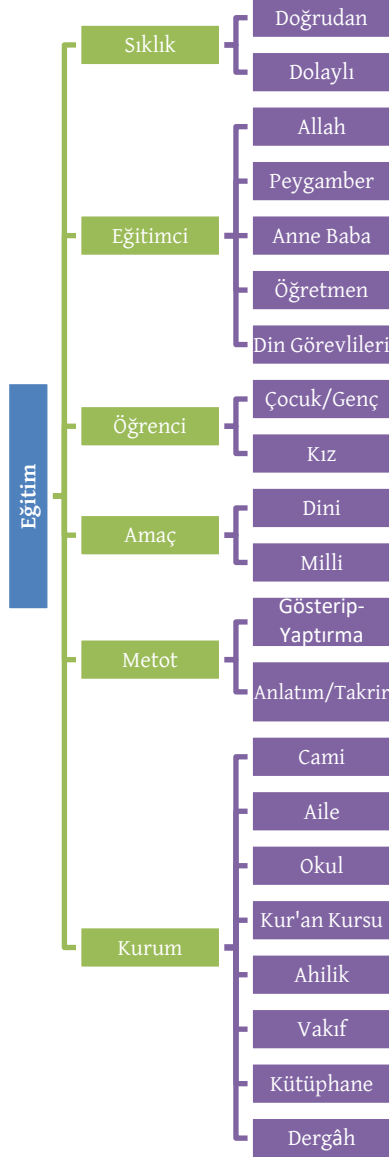 Eğitim
Sıklık
Doğrudan
Dolaylı
Eğitimci
Allah
Peygamber
Anne Baba
Öğretmen
Din Görevlileri
Öğrenci
Çocuk/Genç
Kız
Amaç
Dini
Milli
Metot
Gösterip-
Yaptırma
Anlatım/Takrir
Kurum
Cami
Aile
Okul
Kur'an Kursu
Ahilik
Vakıf
Kütüphane
Dergâh